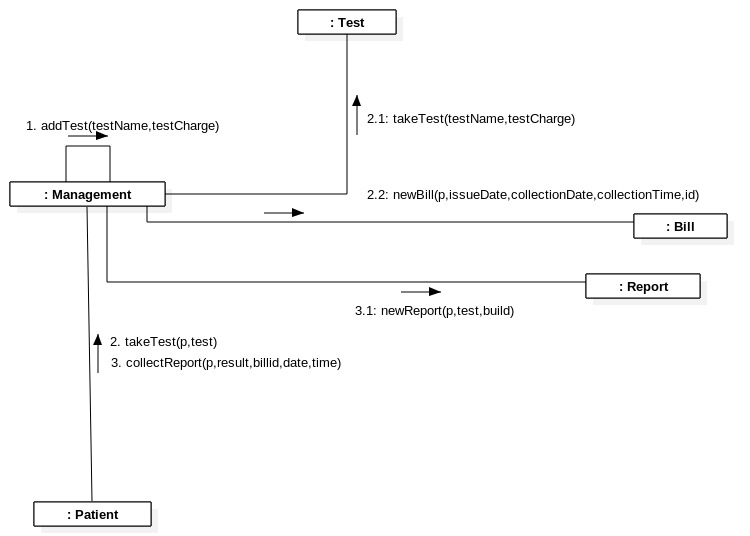 : Test
2.1: takeTest(testName,testCharge)
1. addTest(testName,testCharge)
: Management
2.2: newBill(p,issueDate,collectionDate,collectionTime,id)
: Bill
: Report
3.1: newReport(p,test,build)
2. takeTest(p,test)
3. collectReport(p,result,billid,date,time)
: Patient